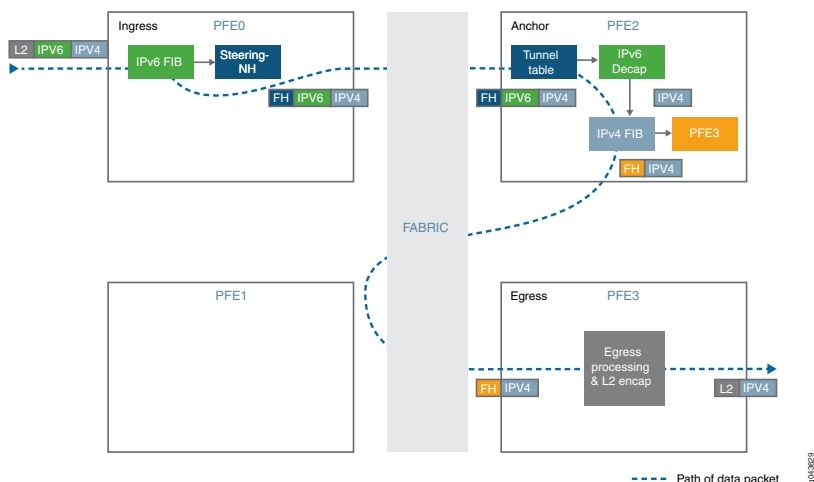 Ingress PFE0
L2 IPV6 IPV4
IPv6 FIB
Steering-
NH
FH IPV6 IPV4
Anchor PFE2
Tunnel
table
IPv6
Decap
FH IPV6 IPV4
IPV4
IPv4 FIB
PFE3
FH IPV4
FABRIC
PFE1
Egress PFE3
Egress
processing
& L2 encap
FH IPV4
L2 IPV4
Path of data packet
g043629